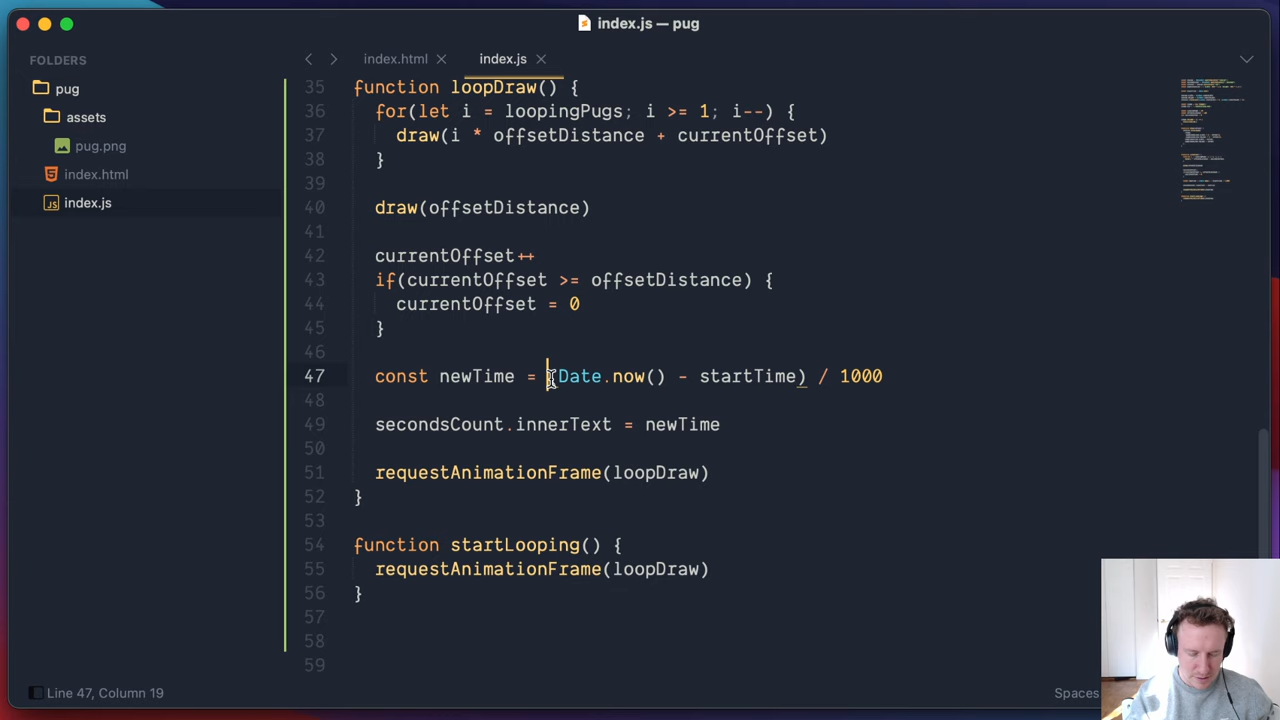 index.js — pug
FOLDERS
pug
assets
pug.png
index.html
index.js
index.html
index.js
35 function loopDraw() {
36 for(let i = loopingPugs; i >= 1; i--) {
37 draw(i * offsetDistance + currentOffset)
38 }
39
40 draw(offsetDistance)
41
42 currentOffset++
43 if(currentOffset >= offsetDistance) {
44 currentOffset = 0
45 }
46
47 const newTime = (Date.now() - startTime) / 1000
48
49 secondsCount.innerText = newTime
50
51 requestAnimationFrame(loopDraw)
52 }
53
54 function startLooping() {
55 requestAnimationFrame(loopDraw)
56 }
57
58
59
Line 47, Column 19
Spaces